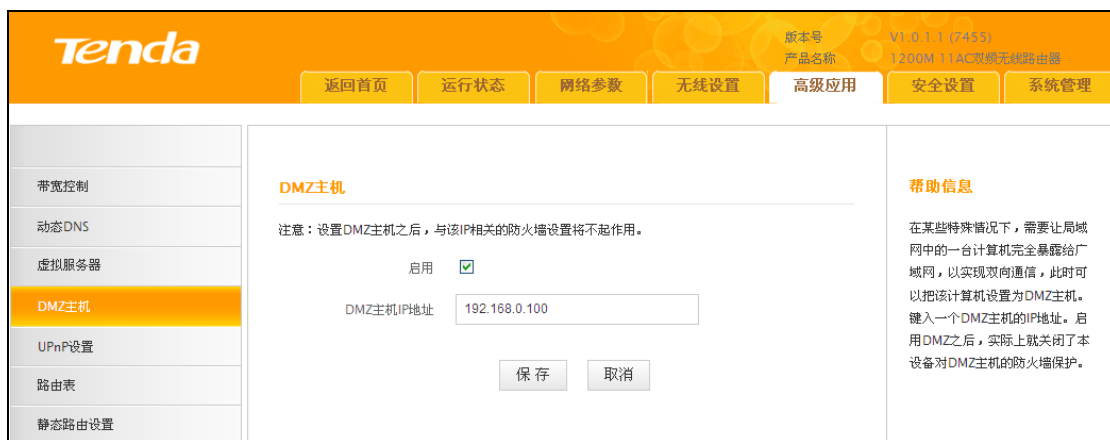 Tenda
版本号 V1.0.1.1 (7455)
产品名称 1200M 11AC双频无线路由器
返回首页 运行状态 网络参数 无线设置 高级应用 安全设置 系统管理
带宽控制
动态DNS
虚拟服务器
DMZ主机
UPnP设置
路由表
静态路由设置
DMZ主机
注意：设置DMZ主机之后，与该IP相关的防火墙设置将不起作用。
启用
DMZ主机IP地址 192.168.0.100
保存 取消
帮助信息
在某些特殊情况下，需要让局域
网中的一台计算机完全暴露给广
域网，以实现双向通信，此时可
以把该计算机设置为DMZ主机。
键入一个DMZ主机的IP地址。启
用DMZ之后，实际上就关闭了本
设备对DMZ主机的防火墙保护。